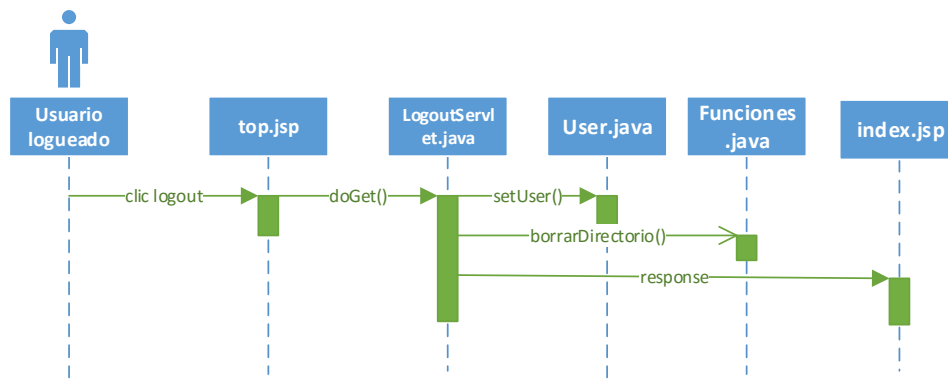 Usuario
logueado
top.jsp
LogoutServl
et.java
User.java
Funciones
.java
index.jsp
clic logout
doGet()
setUser()
borrarDirectorio()
response